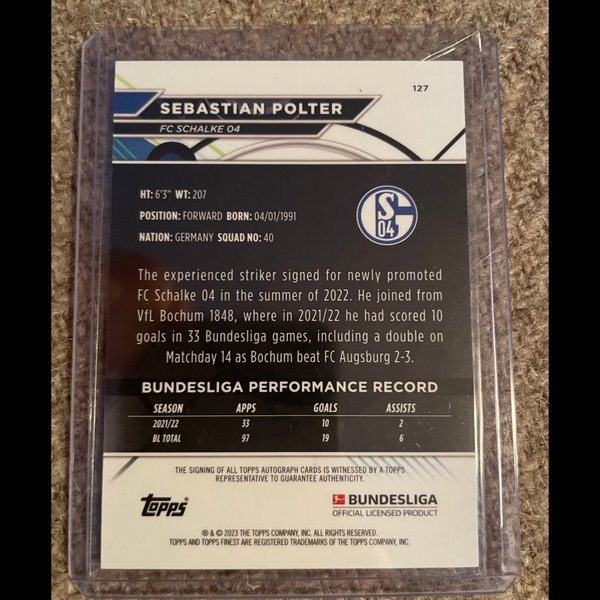 127
SEBASTIAN POLTER
FC SCHALKE 04
HT: 6'3" WT: 207
POSITION: FORWARD BORN: 04/01/1991
NATION: GERMANY SQUAD NO: 40
S
04
The experienced striker signed for newly promoted
FC Schalke 04 in the summer of 2022. He joined from
VfL Bochum 1848, where in 2021/22 he had scored 10
goals in 33 Bundesliga games, including a double on
Matchday 14 as Bochum beat FC Augsburg 2-3.
BUNDESLIGA PERFORMANCE RECORD
SEASON APPS GOALS ASSISTS
2021/22 33 10 2
BL TOTAL 97 19 6
THE SIGNING OF ALL TOPPS AUTOGRAPH CARDS IS WITNESSED BY A TOPPS
REPRESENTATIVE TO GUARANTEE AUTHENTICITY.
topps
BUNDESLIGA
OFFICIAL LICENSED PRODUCT
® & © 2023 THE TOPPS COMPANY, INC. ALL RIGHTS RESERVED.
TOPPS AND TOPPS FINEST ARE REGISTERED TRADEMARKS OF THE TOPPS COMPANY, INC.